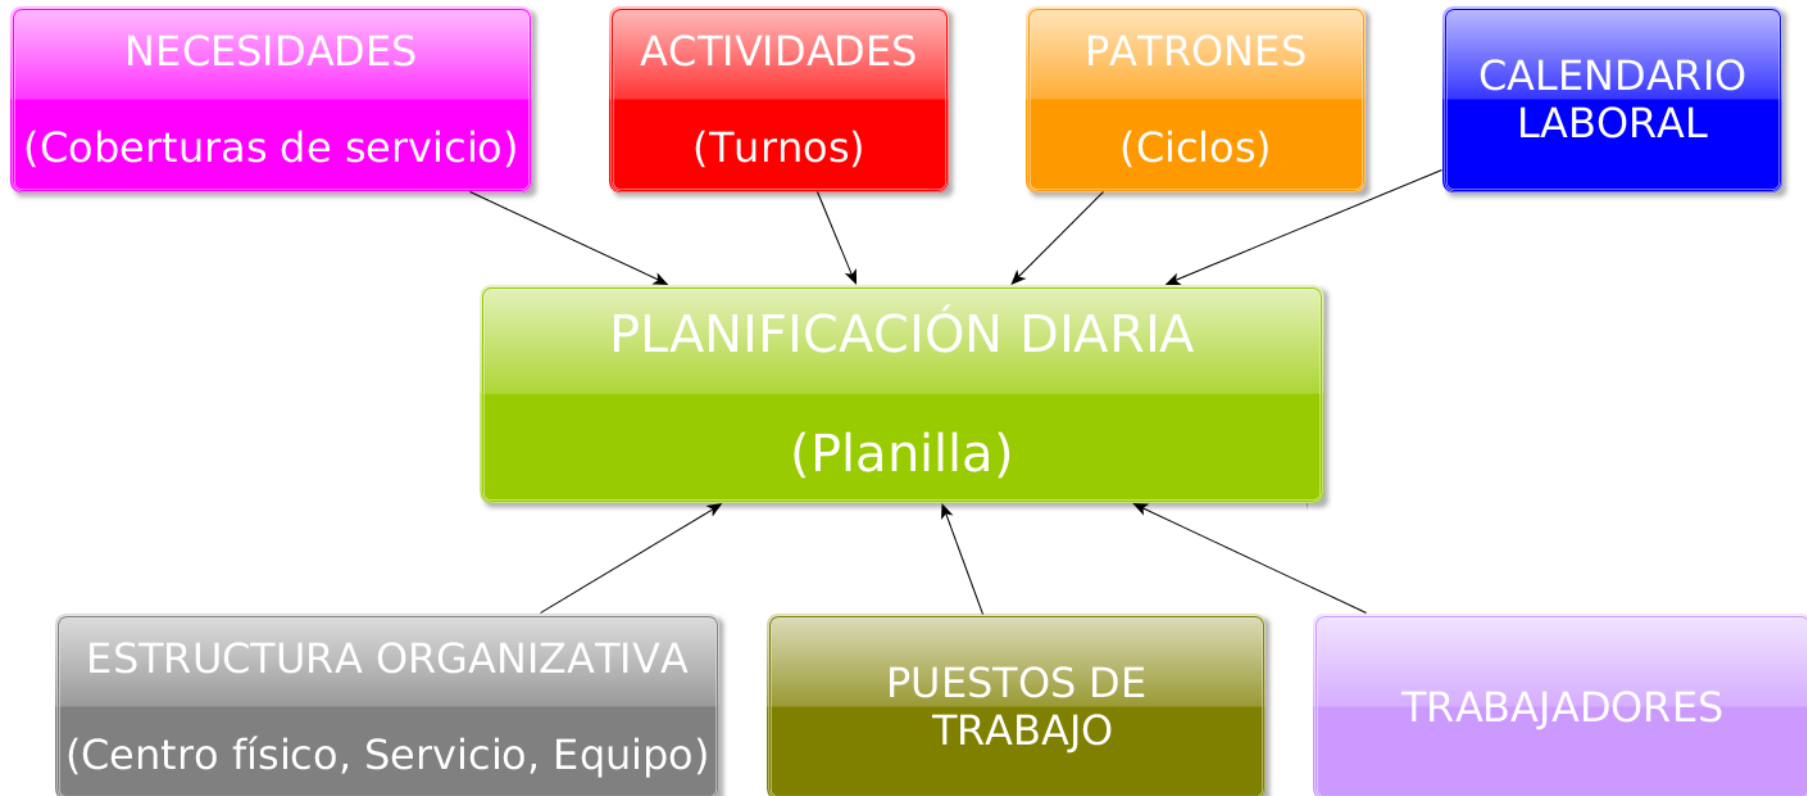 NECESIDADES
(Coberturas de servicio)
ACTIVIDADES
(Turnos)
PATRONES
(Ciclos)
CALENDARIO
LABORAL
PLANIFICACIÓN DIARIA
(Planilla)
ESTRUCTURA ORGANIZATIVA
(Centro físico, Servicio, Equipo)
PUESTOS DE
TRABAJO
TRABAJADORES